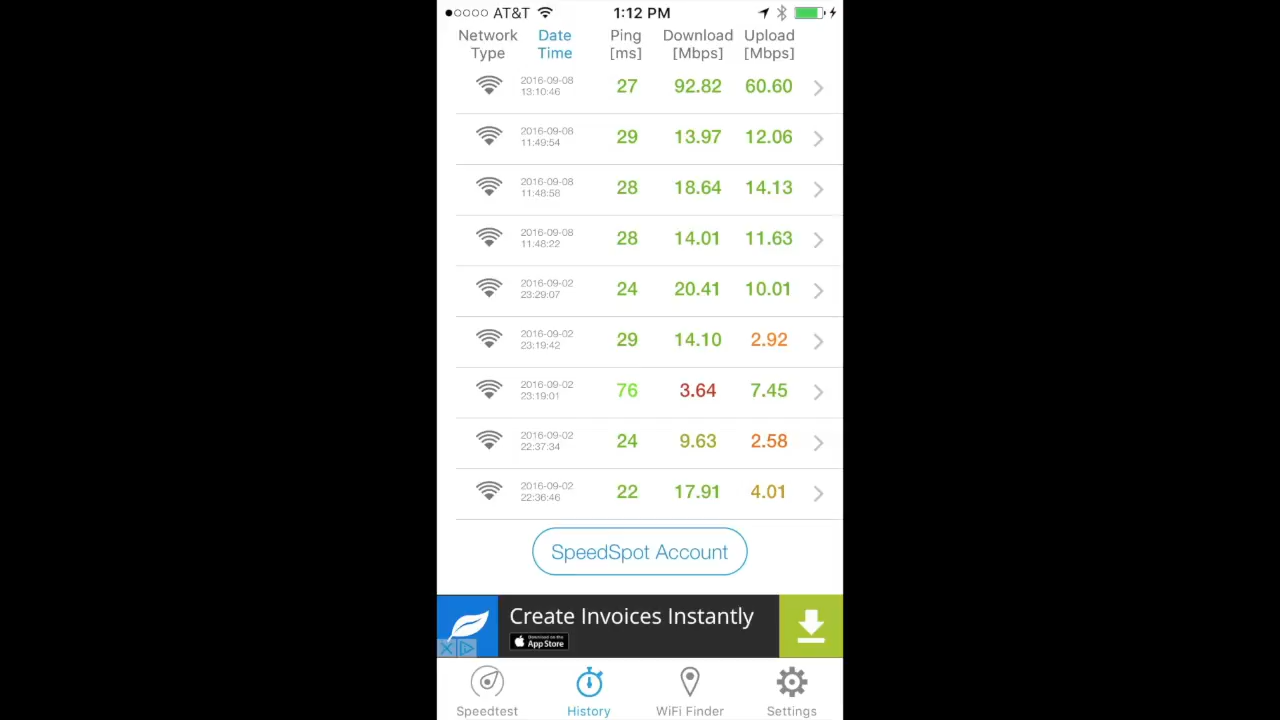 AT&T 1:12 PM
Network Type Date Time Ping [ms] Download [Mbps] Upload [Mbps]
2016-09-08 13:10:46 27 92.82 60.60
2016-09-08 11:49:54 29 13.97 12.06
2016-09-08 11:48:58 28 18.64 14.13
2016-09-08 11:48:22 28 14.01 11.63
2016-09-02 23:29:07 24 20.41 10.01
2016-09-02 23:19:42 29 14.10 2.92
2016-09-02 23:19:01 76 3.64 7.45
2016-09-02 22:37:34 24 9.63 2.58
2016-09-02 22:36:46 22 17.91 4.01
SpeedSpot Account
Create Invoices Instantly
Download on the
App Store
Speedtest History WiFi Finder Settings